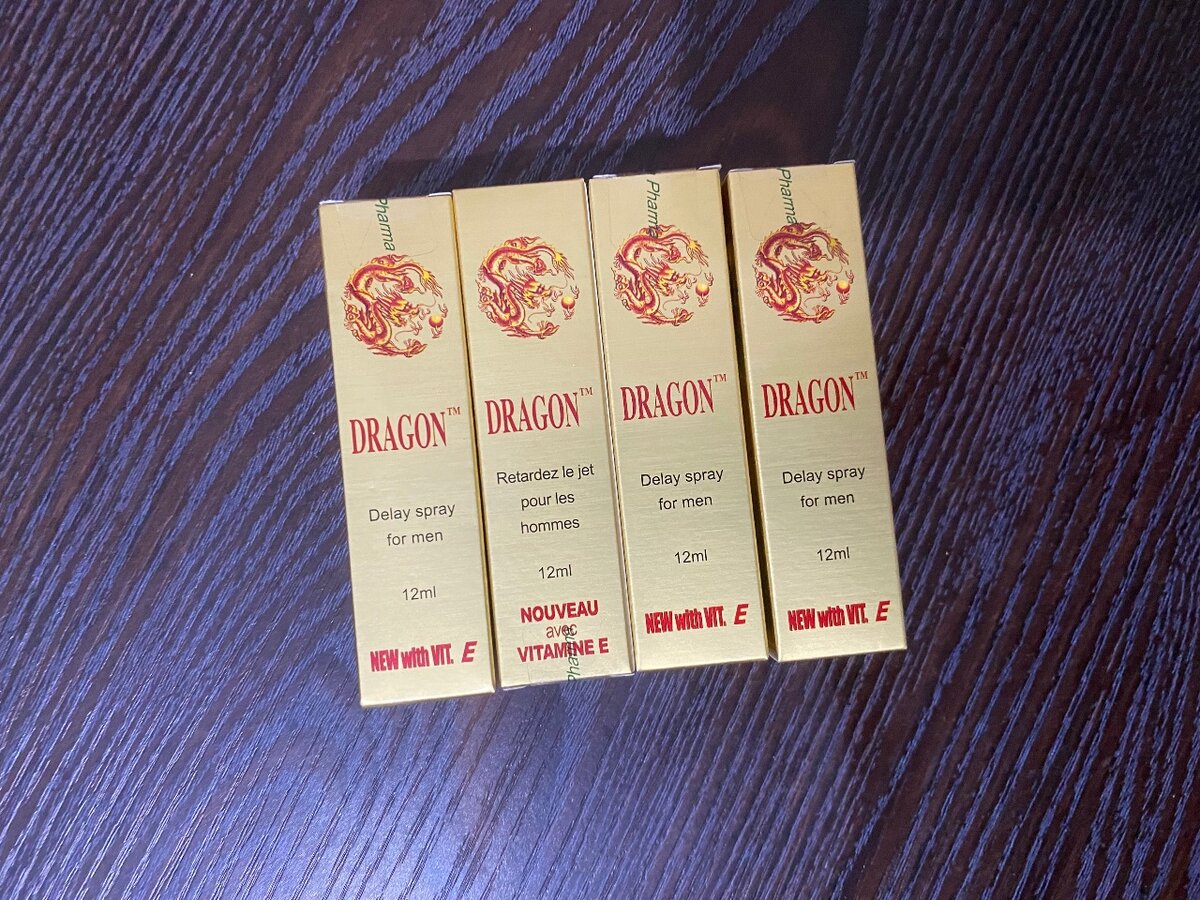 Pharma
DRAGON™
Delay spray
for men
12ml
NEW with VIT. E
DRAGON™
Retardez le jet
pour les
hommes
12ml
NOUVEAU
avec
VITAMINE E
Pharma
DRAGON™
Delay spray
for men
12ml
NEW with VIT. E
Pharma
DRAGON™
Delay spray
for men
12ml
NEW with VIT. E